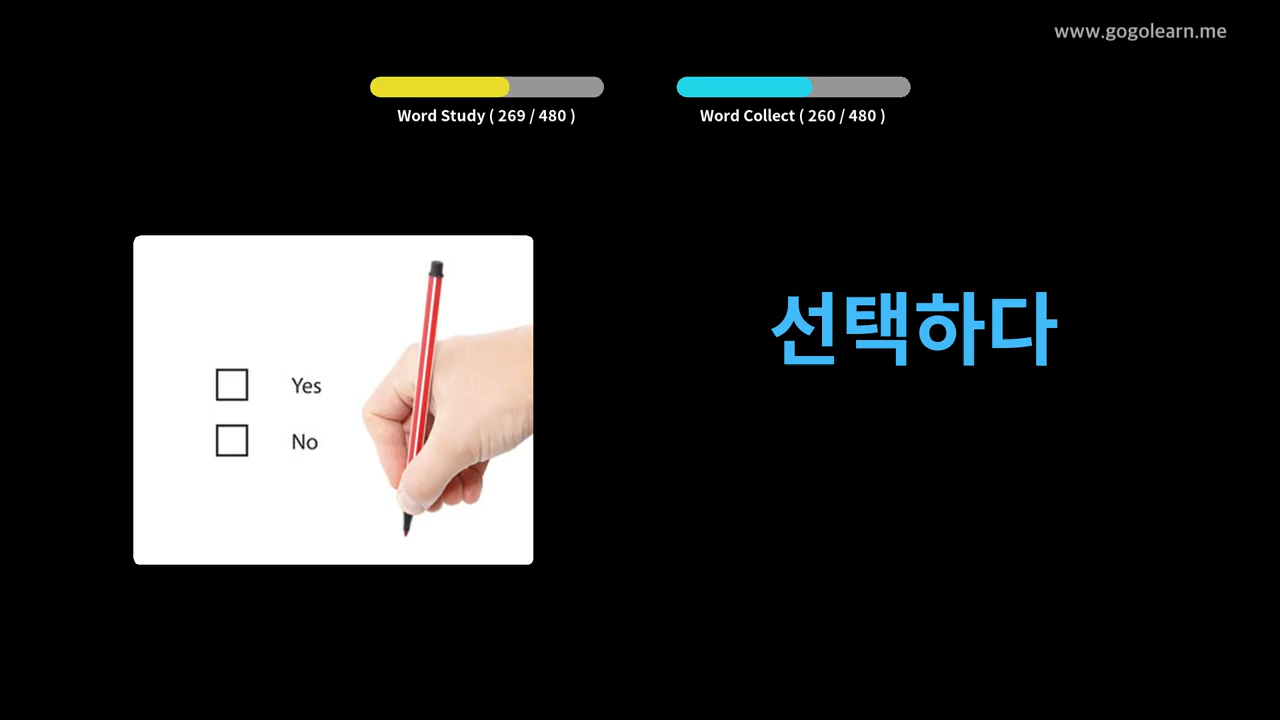 www.gogolearn.me
Word Study ( 269 / 480 )
Word Collect ( 260 / 480 )
Yes
No
선택하다